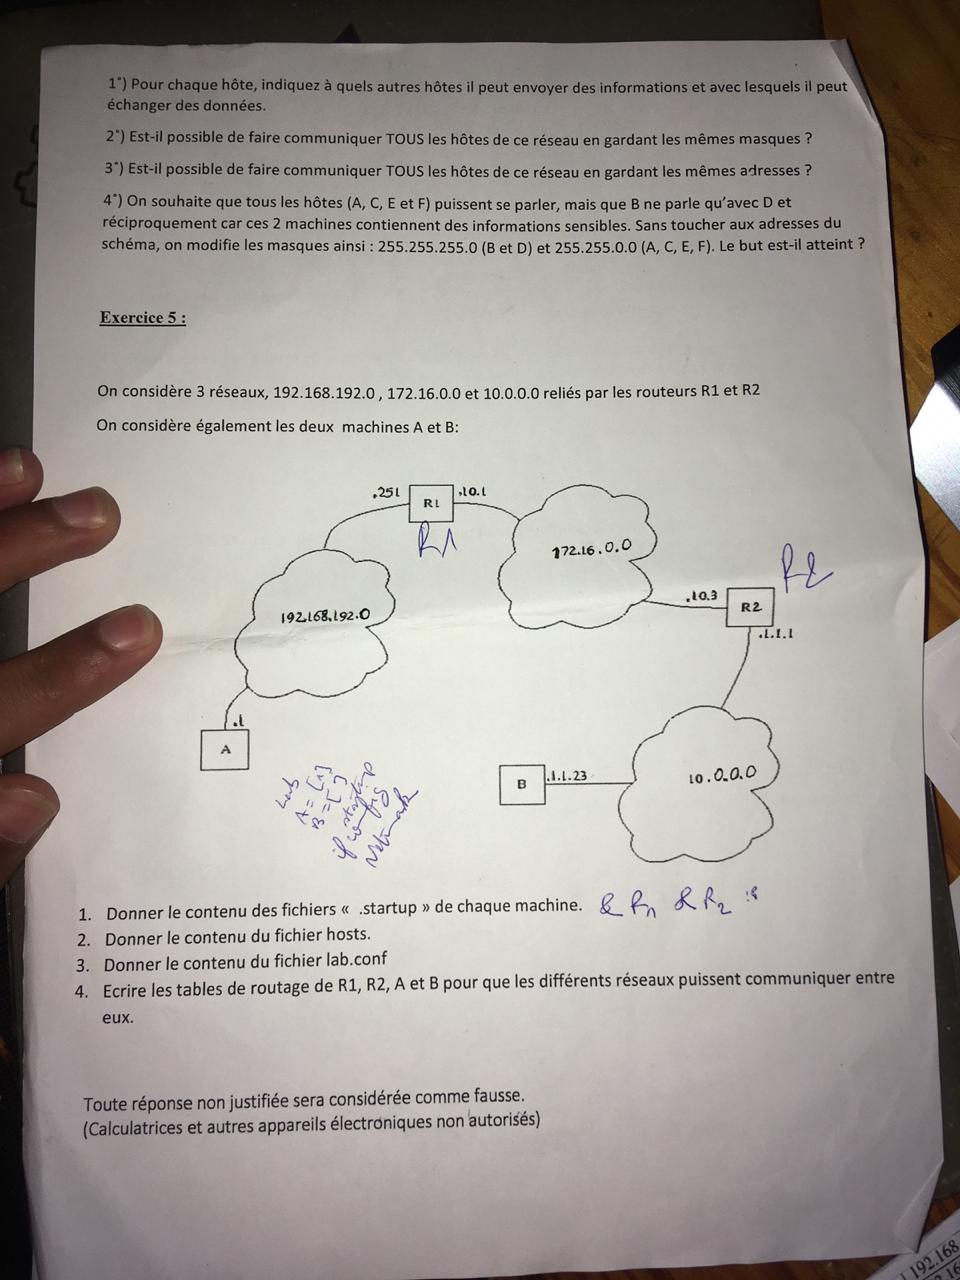 1°) Pour chaque hôte, indiquez à quels autres hôtes il peut envoyer des informations et avec lesquels il peut
échanger des données.
2°) Est-il possible de faire communiquer TOUS les hôtes de ce réseau en gardant les mêmes masques ?
3°) Est-il possible de faire communiquer TOUS les hôtes de ce réseau en gardant les mêmes adresses ?
4°) On souhaite que tous les hôtes (A, C, E et F) puissent se parler, mais que B ne parle qu'avec D et
réciproquement car ces 2 machines contiennent des informations sensibles. Sans toucher aux adresses du
schéma, on modifie les masques ainsi : 255.255.255.0 (B et D) et 255.255.0.0 (A, C, E, F). Le but est-il atteint ?
Exercice 5 :
On considère 3 réseaux, 192.168.192.0 , 172.16.0.0 et 10.0.0.0 reliés par les routeurs R1 et R2
On considère également les deux machines A et B:
.251
R1
.10.1
R1
172.16.0.0
R2
.10.3
R2
.1.1.1
192.168.192.0
.1
A
B
.1.1.23
10.0.0.0
Lab
A = [1]
B = [ ]
startup
ifconfig
Netmask
1. Donner le contenu des fichiers « .startup » de chaque machine. & R1 & R2
2. Donner le contenu du fichier hosts.
3. Donner le contenu du fichier lab.conf
4. Ecrire les tables de routage de R1, R2, A et B pour que les différents réseaux puissent communiquer entre
eux.
Toute réponse non justifiée sera considérée comme fausse.
(Calculatrices et autres appareils électroniques non autorisés)
192.168